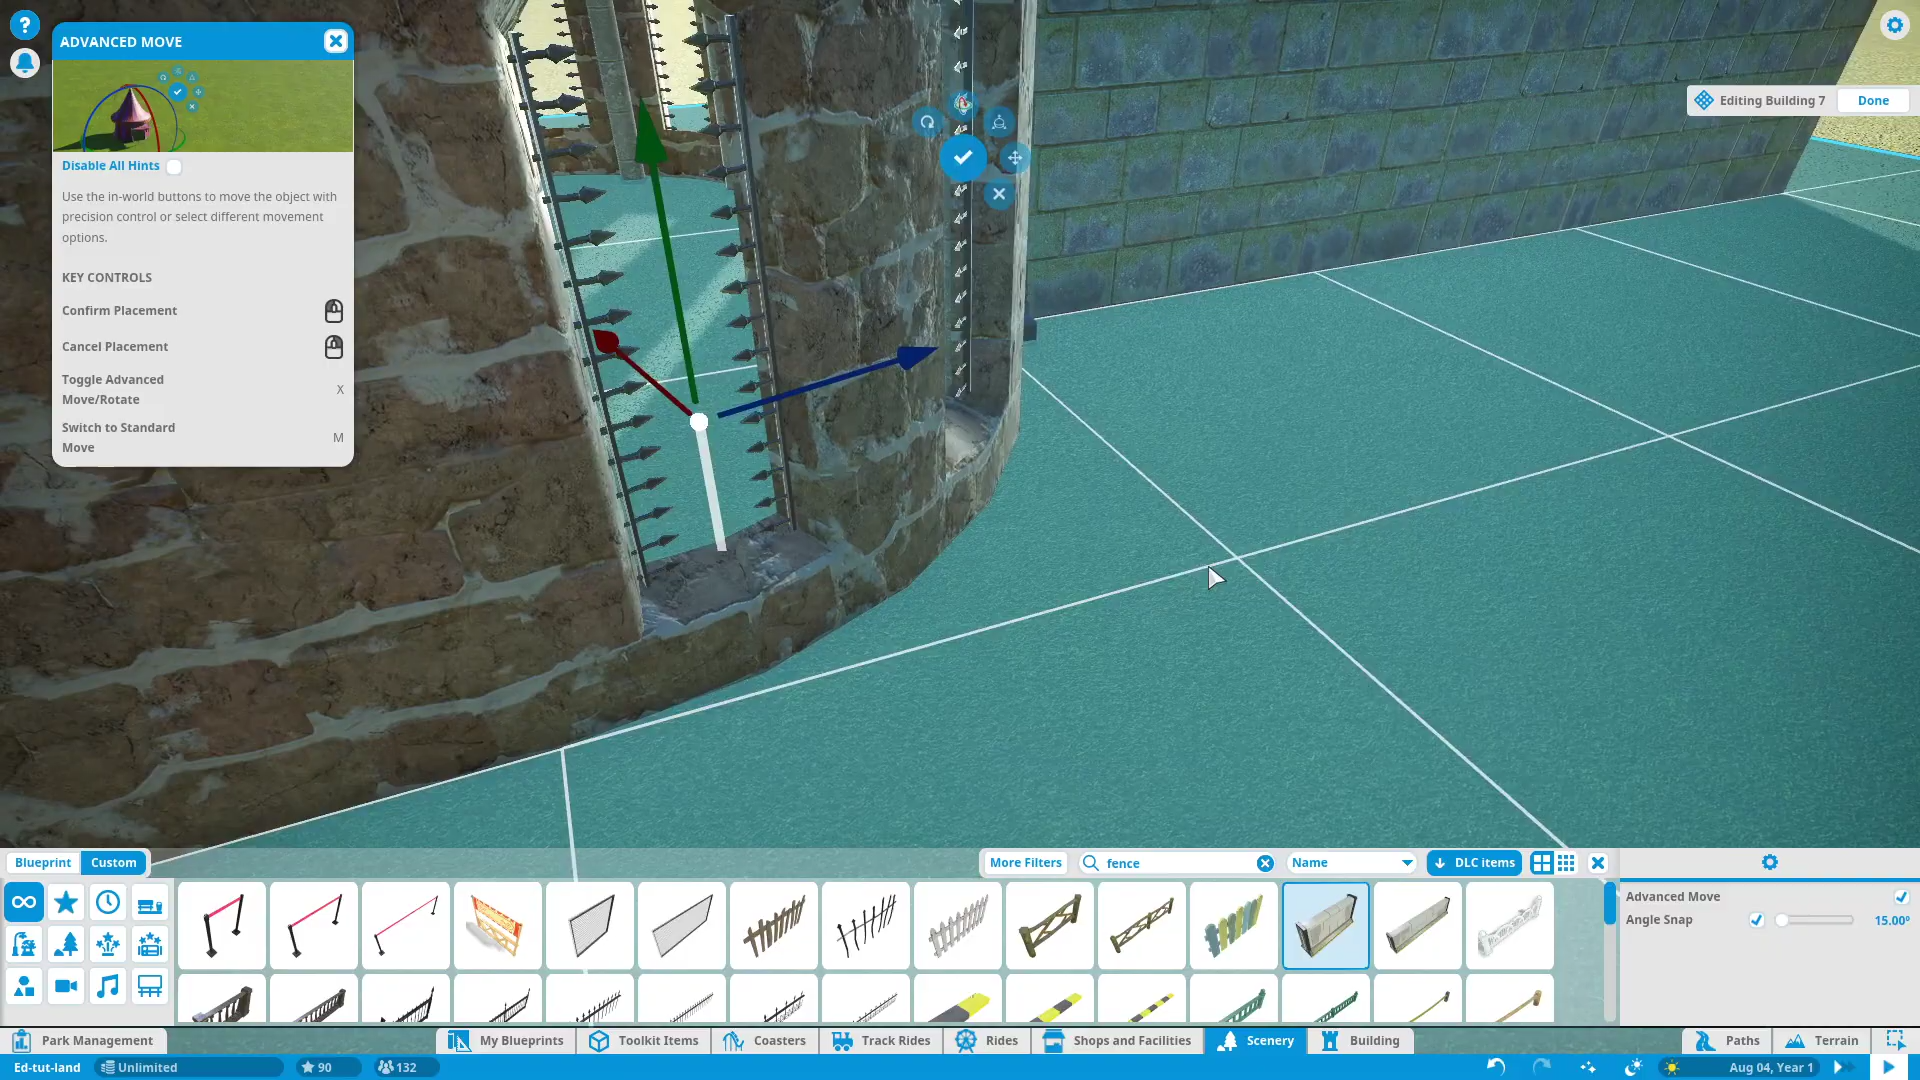 ADVANCED MOVE
Disable All Hints
Use the in-world buttons to move the object with
precision control or select different movement
options.
KEY CONTROLS
Confirm Placement
Cancel Placement
Toggle Advanced
Move/Rotate
X
Switch to Standard
Move
M
Editing Building 7
Done
Blueprint
Custom
More Filters
fence
Name
DLC items
Advanced Move
Angle Snap
15.00°
Park Management
My Blueprints
Toolkit Items
Coasters
Track Rides
Rides
Shops and Facilities
Scenery
Building
Paths
Terrain
Ed-tut-land
Unlimited
90
132
Aug 04, Year 1